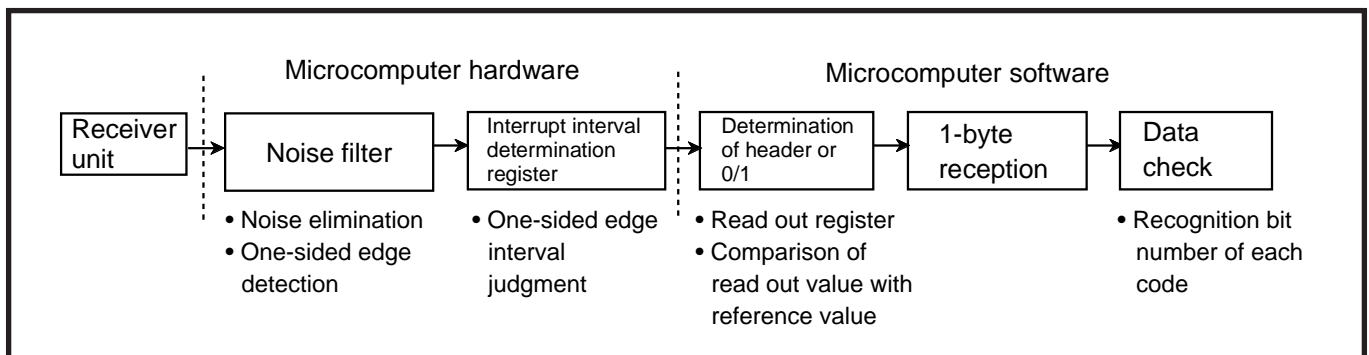 Microcomputer hardware
Microcomputer software
Receiver
unit
Noise filter
Interrupt interval
determination
register
Determination
of header or
0/1
1-byte
reception
Data
check
• Noise elimination
• One-sided edge
detection
• One-sided edge
interval
judgment
• Read out register
• Comparison of
read out value with
reference value
• Recognition bit
number of each
code